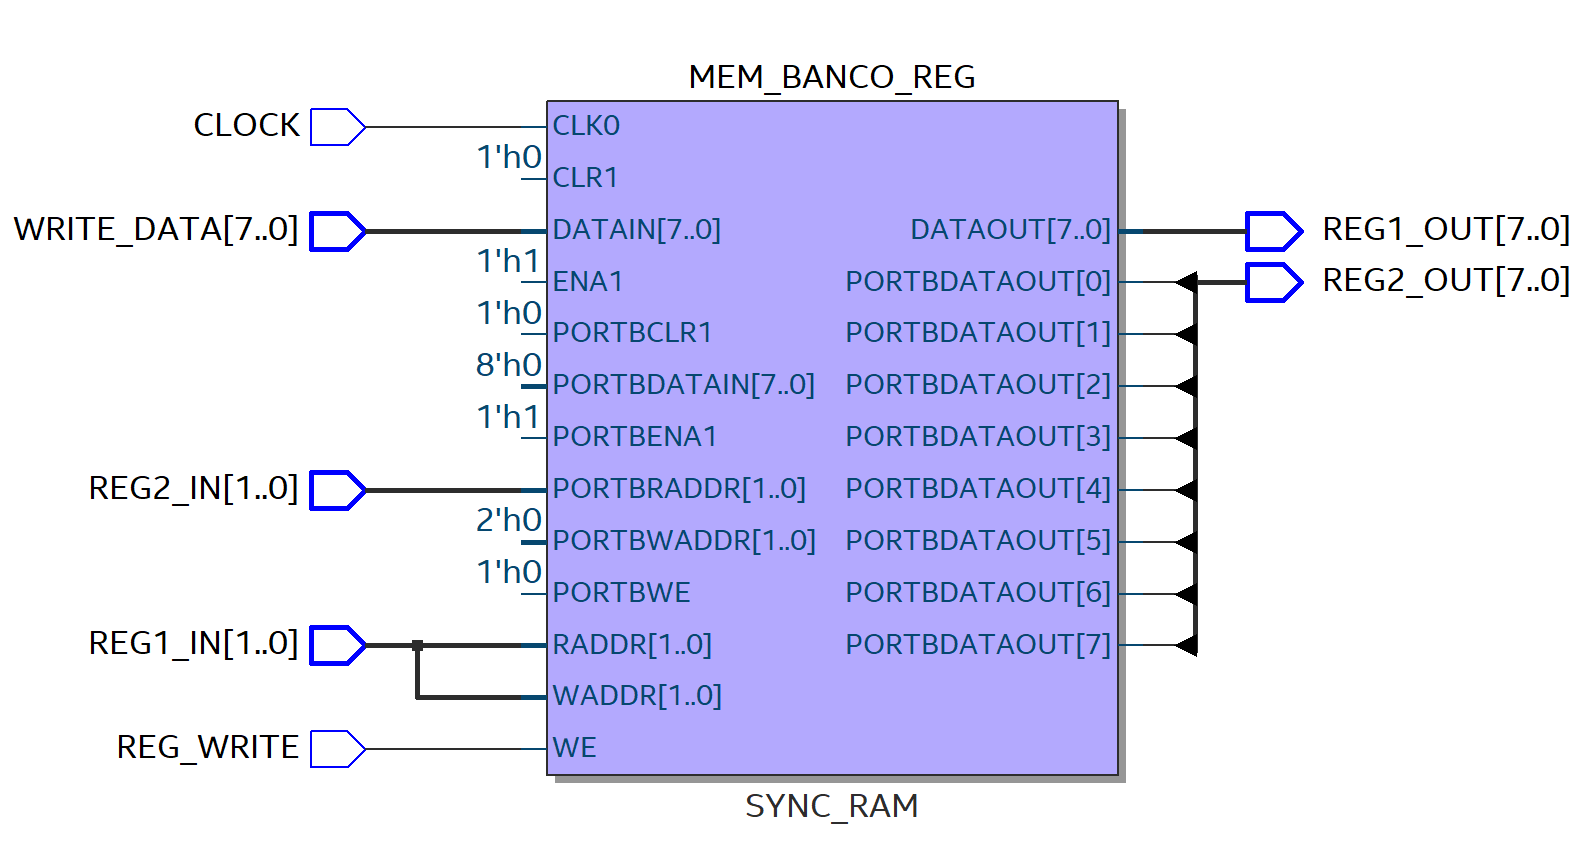 MEM_BANCO_REG
CLOCK
CLK0
1'h0
CLR1
WRITE_DATA[7..0]
DATAIN[7..0]
DATAOUT[7..0]
REG1_OUT[7..0]
1'h1
ENA1
PORTBDATAOUT[0]
REG2_OUT[7..0]
1'h0
PORTBCLR1
PORTBDATAOUT[1]
8'h0
PORTBDATAIN[7..0]
PORTBDATAOUT[2]
1'h1
PORTBENA1
PORTBDATAOUT[3]
REG2_IN[1..0]
PORTBRADDR[1..0]
PORTBDATAOUT[4]
2'h0
PORTBWADDR[1..0]
PORTBDATAOUT[5]
1'h0
PORTBWE
PORTBDATAOUT[6]
REG1_IN[1..0]
RADDR[1..0]
PORTBDATAOUT[7]
WADDR[1..0]
REG_WRITE
WE
SYNC_RAM